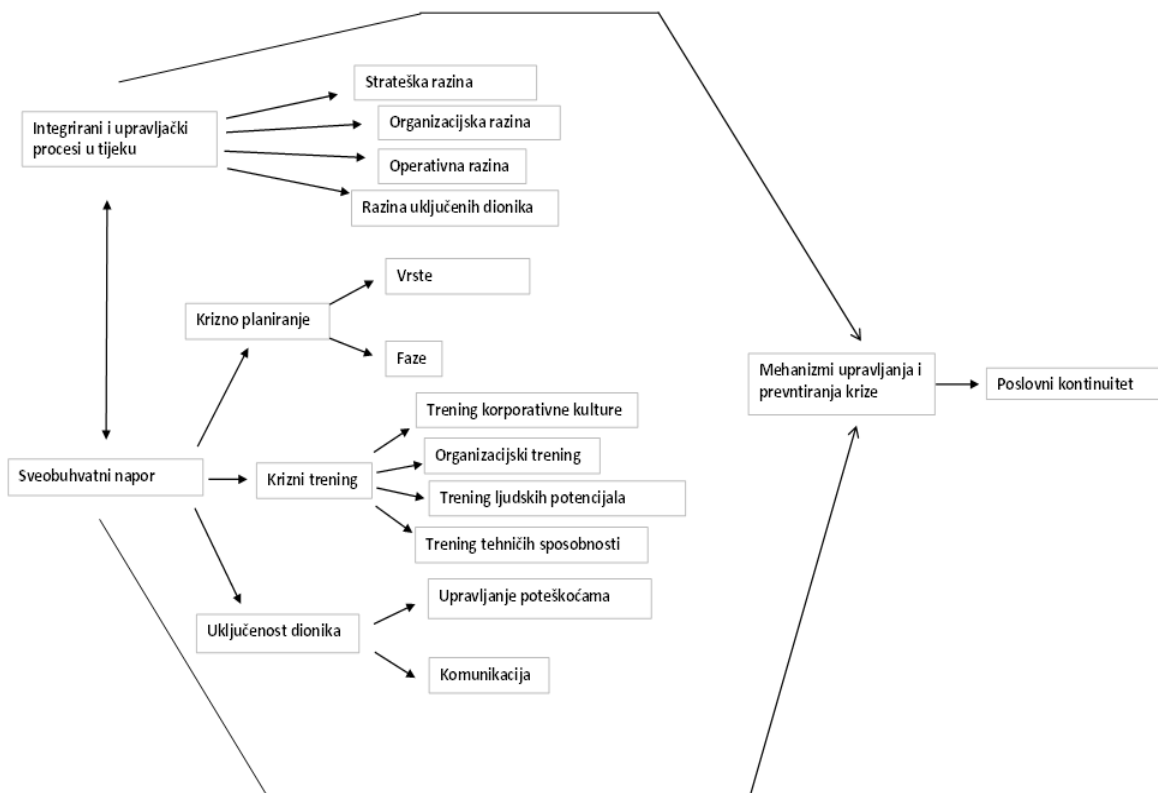 Strateška razina
Integrirani i upravljački
procesi u tijeku
Organizacijska razina
Operativna razina
Razina uključenih dionika
Vrste
Krizno planiranje
Faze
Mehanizmi upravljanja i
prevntiranja krize
Poslovni kontinuitet
Trening korporativne kulture
Organizacijski trening
Sveobuhvatni napor
Krizni trening
Trening ljudskih potencijala
Trening tehničih sposobnosti
Upravljanje poteškoćama
Uključenost dionika
Komunikacija